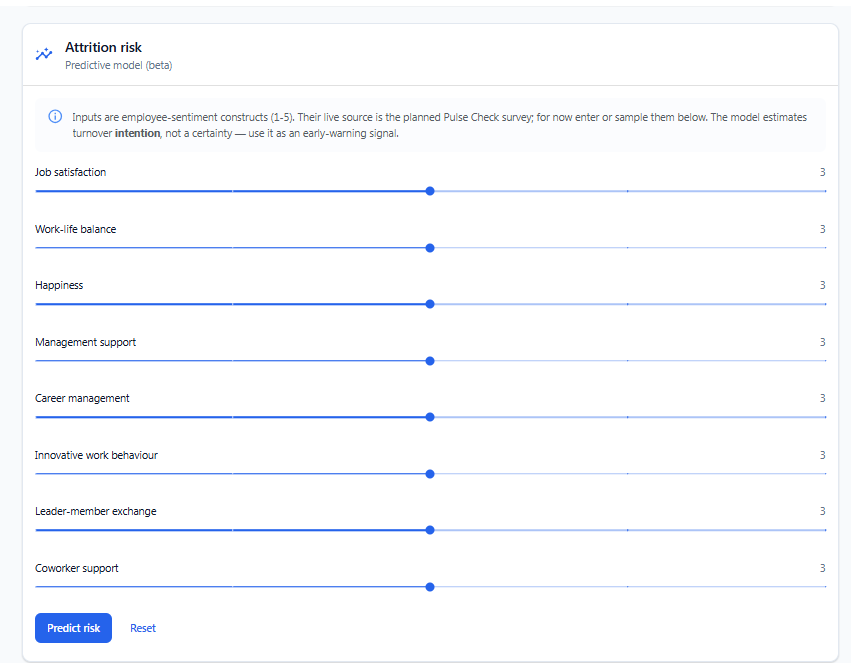 Attrition risk
Predictive model (beta)
Inputs are employee-sentiment constructs (1-5). Their live source is the planned Pulse Check survey; for now enter or sample them below. The model estimates
turnover intention, not a certainty — use it as an early-warning signal.
Job satisfaction 3
Work-life balance 3
Happiness 3
Management support 3
Career management 3
Innovative work behaviour 3
Leader-member exchange 3
Coworker support 3
Predict risk Reset